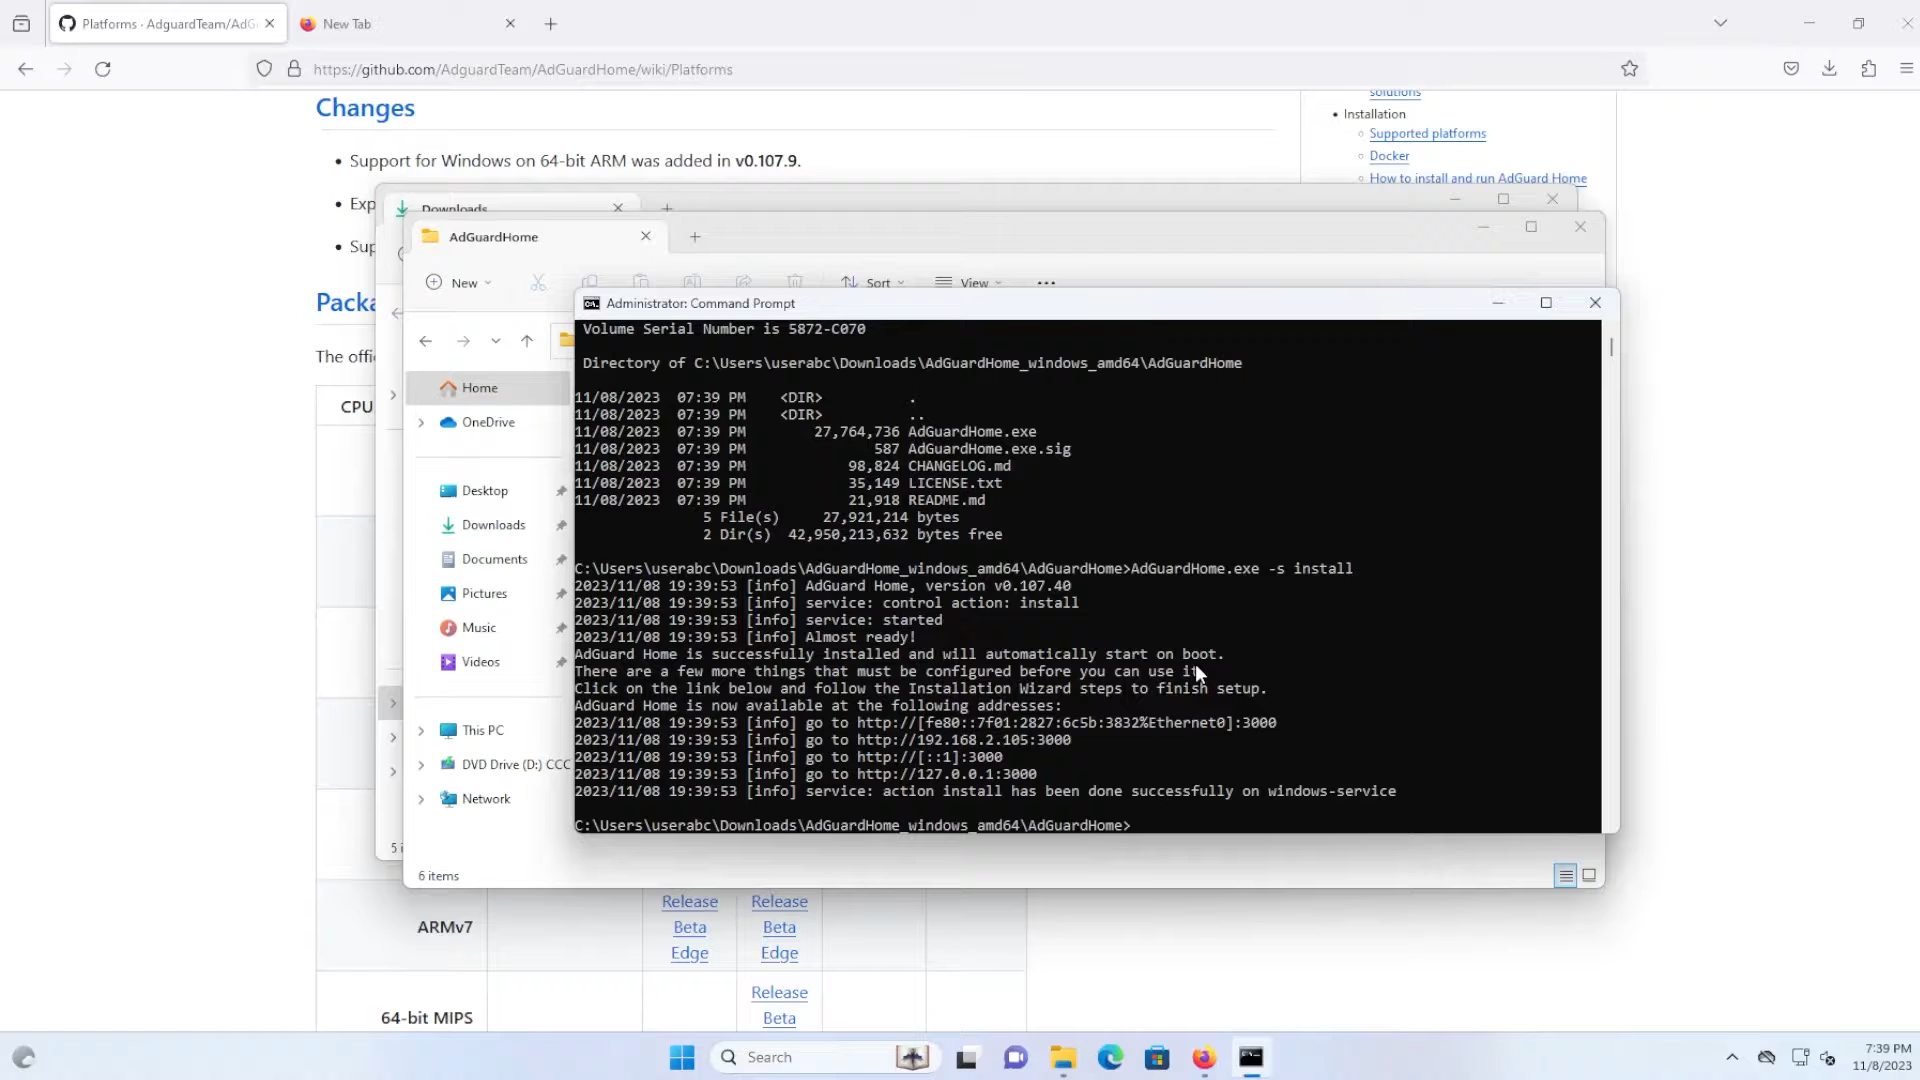 Platforms · AdguardTeam/AdG
New Tab
https://github.com/AdguardTeam/AdGuardHome/wiki/Platforms
Changes
solutions
• Installation
Supported platforms
Docker
How to install and run AdGuard Home
• Support for Windows on 64-bit ARM was added in v0.107.9.
• Exp
• Sup
Downloads
AdGuardHome
New
Sort
View
Packa
The offi
CPU
Home
OneDrive
Desktop
Downloads
Documents
Pictures
Music
Videos
This PC
DVD Drive (D:) CCC
Network
5 i
6 items
Administrator: Command Prompt
Volume Serial Number is 5872-C070
Directory of C:\Users\userabc\Downloads\AdGuardHome_windows_amd64\AdGuardHome
11/08/2023  07:39 PM    <DIR>          .
11/08/2023  07:39 PM    <DIR>          ..
11/08/2023  07:39 PM        27,764,736 AdGuardHome.exe
11/08/2023  07:39 PM               587 AdGuardHome.exe.sig
11/08/2023  07:39 PM            98,824 CHANGELOG.md
11/08/2023  07:39 PM            35,149 LICENSE.txt
11/08/2023  07:39 PM            21,918 README.md
5 File(s)     27,921,214 bytes
2 Dir(s)  42,950,213,632 bytes free
C:\Users\userabc\Downloads\AdGuardHome_windows_amd64\AdGuardHome>AdGuardHome.exe -s install
2023/11/08 19:39:53 [info] AdGuard Home, version v0.107.40
2023/11/08 19:39:53 [info] service: control action: install
2023/11/08 19:39:53 [info] service: started
2023/11/08 19:39:53 [info] Almost ready!
AdGuard Home is successfully installed and will automatically start on boot.
There are a few more things that must be configured before you can use it
Click on the link below and follow the Installation Wizard steps to finish setup.
AdGuard Home is now available at the following addresses:
2023/11/08 19:39:53 [info] go to http://[fe80::7f01:2827:6c5b:3832%Ethernet0]:3000
2023/11/08 19:39:53 [info] go to http://192.168.2.105:3000
2023/11/08 19:39:53 [info] go to http://[::1]:3000
2023/11/08 19:39:53 [info] go to http://127.0.0.1:3000
2023/11/08 19:39:53 [info] service: action install has been done successfully on windows-service
C:\Users\userabc\Downloads\AdGuardHome_windows_amd64\AdGuardHome>
ARMv7
Release Release
Beta Beta
Edge Edge
64-bit MIPS
Release
Beta
Search
7:39 PM
11/8/2023